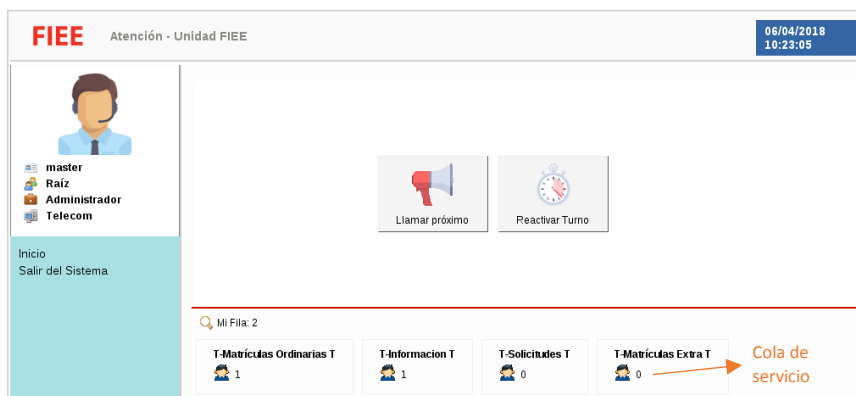 FIEE
Atención - Unidad FIEE
06/04/2018
10:23:05
master
Raíz
Administrador
Telecom
Inicio
Salir del Sistema
Llamar próximo
Reactivar Turno
Mi Fila: 2
T-Matrículas Ordinarias T
1
T-Informacion T
1
T-Solicitudes T
0
T-Matrículas Extra T
0
Cola de
servicio